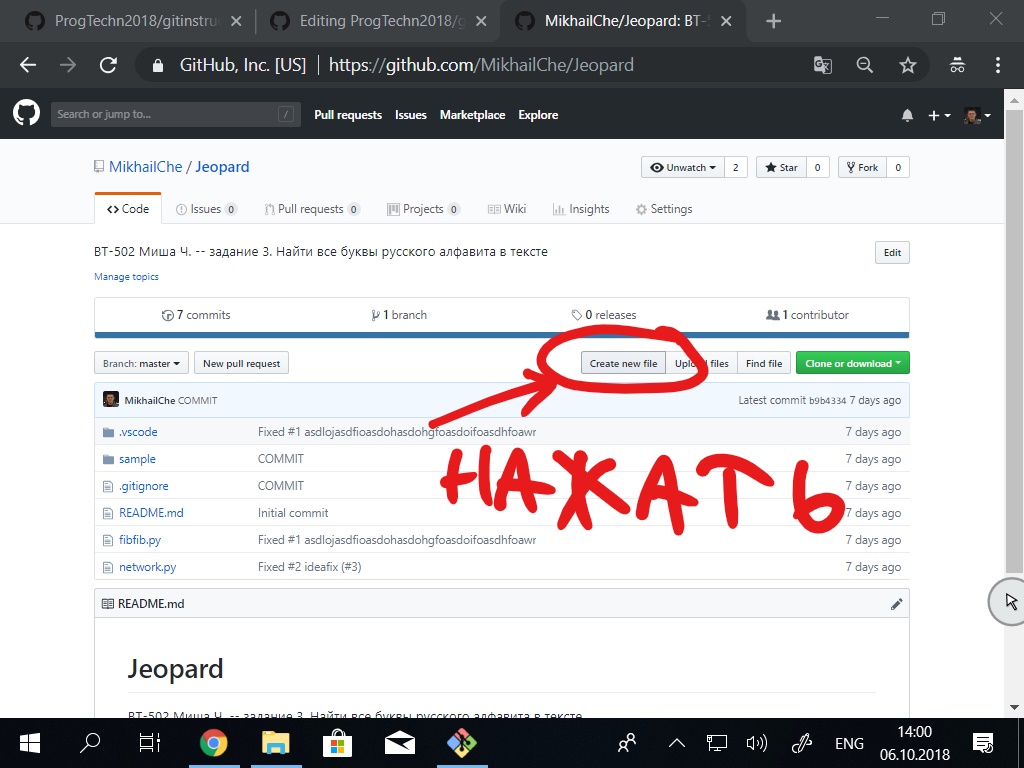 ProgTechn2018/gitinstru
Editing ProgTechn2018/g
MikhailChe/Jeopard: BT-5
GitHub, Inc. [US] | https://github.com/MikhailChe/Jeopard
Search or jump to... /
Pull requests Issues Marketplace Explore
MikhailChe / Jeopard
Unwatch 2 Star 0 Fork 0
Code Issues 0 Pull requests 0 Projects 0 Wiki Insights Settings
ВТ-502 Миша Ч. -- задание 3. Найти все буквы русского алфавита в тексте
Edit
Manage topics
7 commits 1 branch 0 releases 1 contributor
Branch: master New pull request Create new file Upload files Find file Clone or download
MikhailChe COMMIT Latest commit b9b4334 7 days ago
.vscode Fixed #1 asdlojasdfioasdohasdohgfoasdoifoasdhfoawr 7 days ago
sample COMMIT 7 days ago
.gitignore COMMIT 7 days ago
README.md Initial commit 7 days ago
fibfib.py Fixed #1 asdlojasdfioasdohasdohgfoasdoifoasdhfoawr 7 days ago
network.py Fixed #2 ideafix (#3) 7 days ago
НАЖАТЬ
README.md
Jeopard
ВТ-502 Миша Ч. -- задание 3. Найти все буквы русского алфавита в тексте
ENG
14:00
06.10.2018